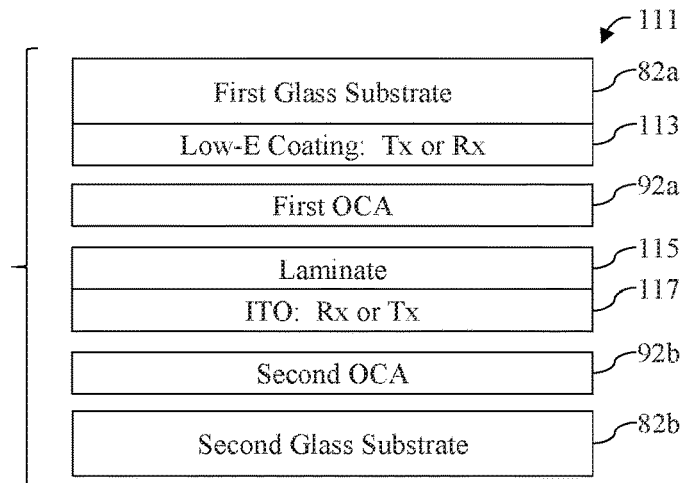 111
First Glass Substrate
82a
Low-E Coating: Tx or Rx
113
First OCA
92a
Laminate
115
ITO: Rx or Tx
117
Second OCA
92b
Second Glass Substrate
82b